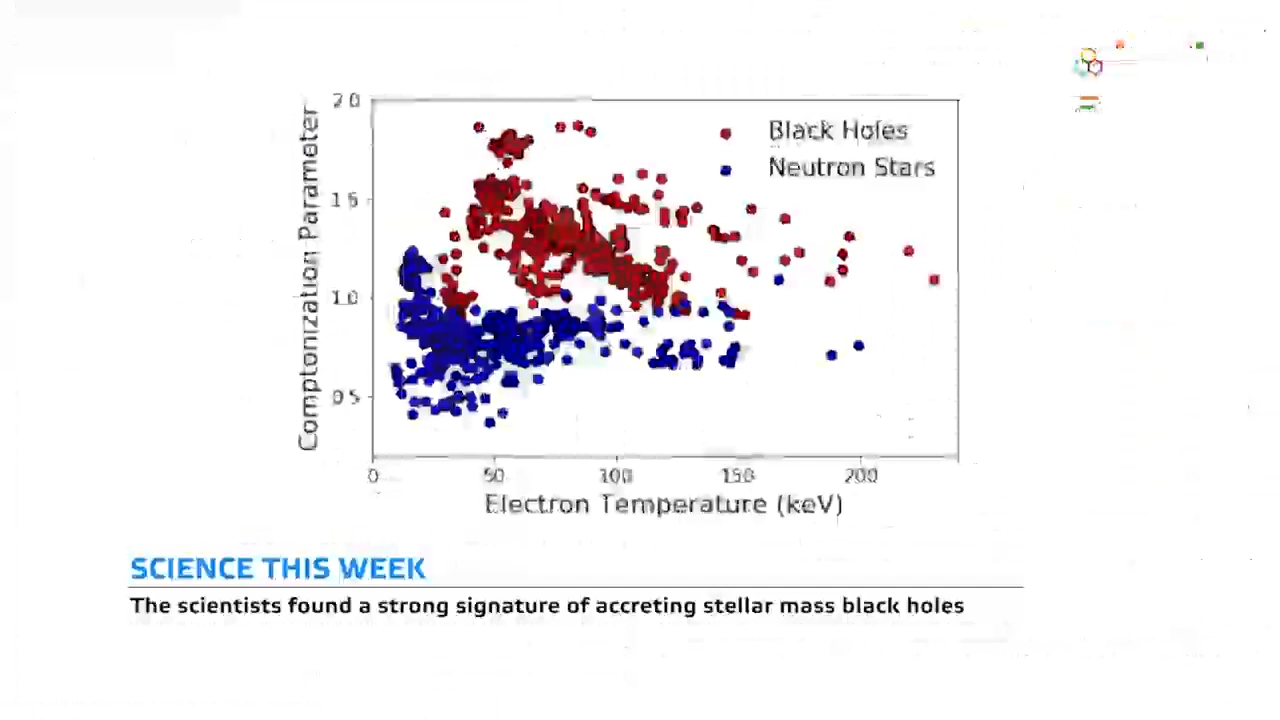 2.0
Black Holes
Neutron Stars
1.5
1.0
0.5
Comptonization Parameter
0 50 100 150 200
Electron Temperature (keV)
SCIENCE THIS WEEK
The scientists found a strong signature of accreting stellar mass black holes